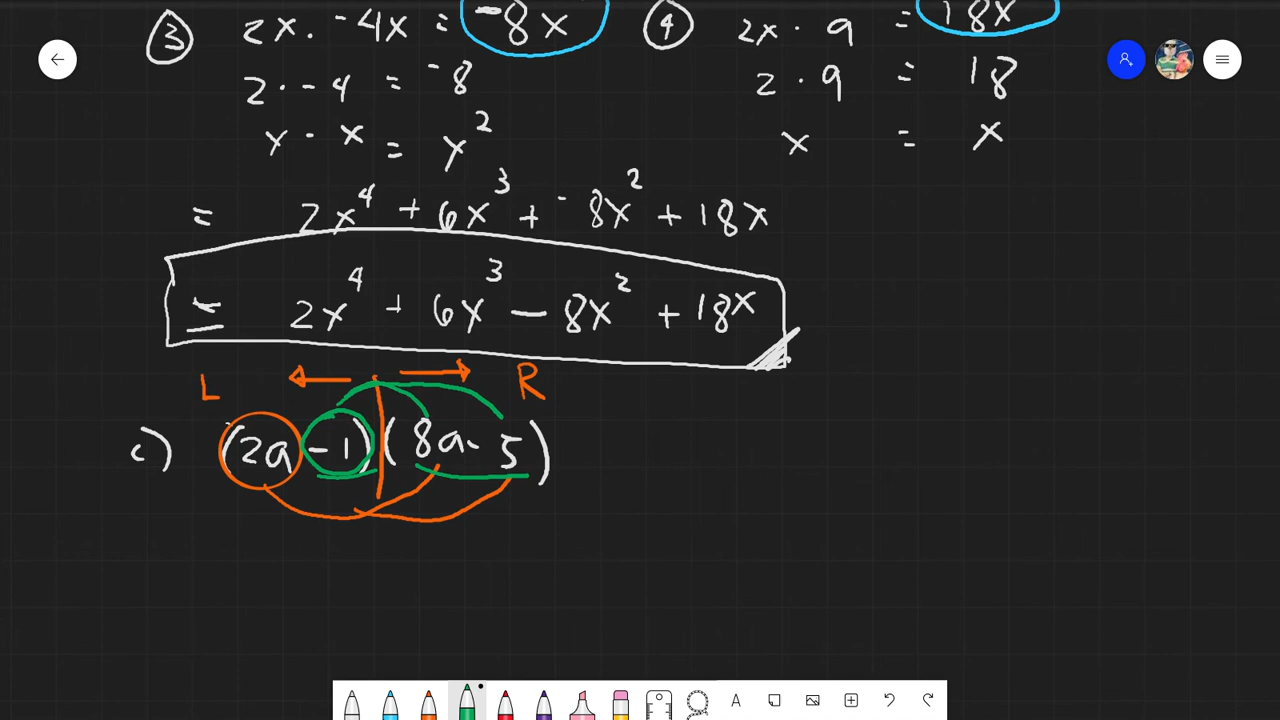 ③ 2x · -4x = -8x ④ 2x · 9 = 18x
2 · -4 = -8 2 · 9 = 18
x · x = x² x = x
= 2x⁴ + 6x³ + -8x² + 18x
= 2x⁴ + 6x³ - 8x² + 18x
L R
c) (2a - 1)(8a - 5)
A